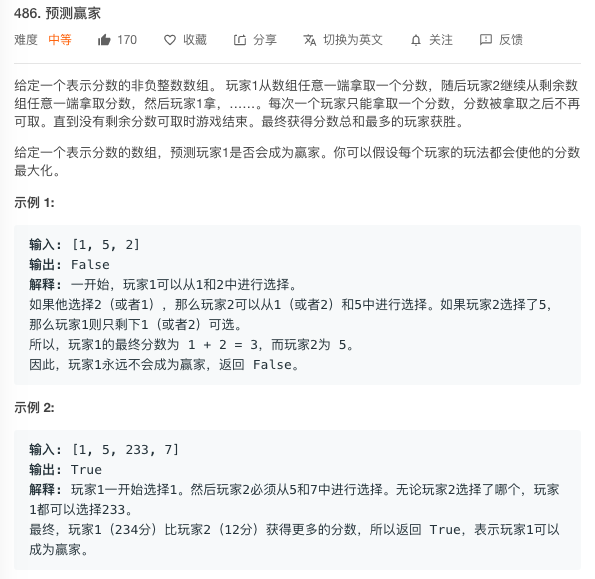 486. 预测赢家
难度 中等 170 收藏 分享 切换为英文 关注 反馈
给定一个表示分数的非负整数数组。 玩家1从数组任意一端拿取一个分数，随后玩家2继续从剩余数
组任意一端拿取分数，然后玩家1拿，……。每次一个玩家只能拿取一个分数，分数被拿取之后不再
可取。直到没有剩余分数可取时游戏结束。最终获得分数总和最多的玩家获胜。
给定一个表示分数的数组，预测玩家1是否会成为赢家。你可以假设每个玩家的玩法都会使他的分数
最大化。
示例 1:
输入: [1, 5, 2]
输出: False
解释: 一开始，玩家1可以从1和2中进行选择。
如果他选择2（或者1），那么玩家2可以从1（或者2）和5中进行选择。如果玩家2选择了5，
那么玩家1则只剩下1（或者2）可选。
所以，玩家1的最终分数为 1 + 2 = 3，而玩家2为 5。
因此，玩家1永远不会成为赢家，返回 False。
示例 2:
输入: [1, 5, 233, 7]
输出: True
解释: 玩家1一开始选择1。然后玩家2必须从5和7中进行选择。无论玩家2选择了哪个，玩家
1都可以选择233。
最终，玩家1（234分）比玩家2（12分）获得更多的分数，所以返回 True，表示玩家1可以
成为赢家。